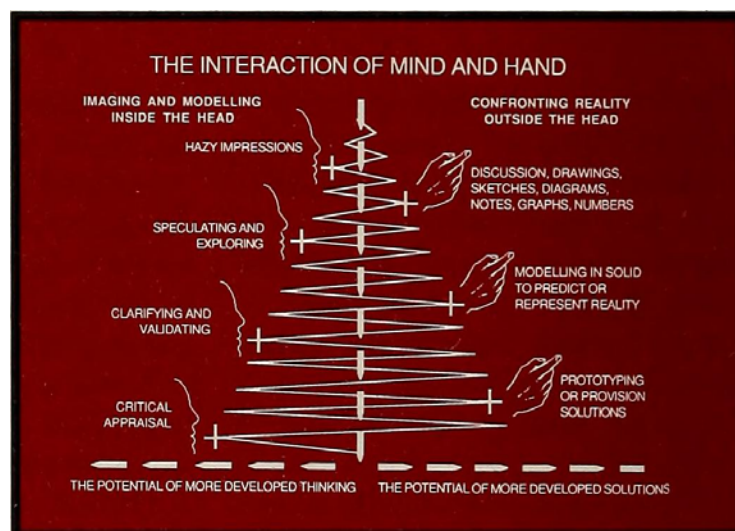 THE INTERACTION OF MIND AND HAND
IMAGING AND MODELLING
INSIDE THE HEAD
CONFRONTING REALITY
OUTSIDE THE HEAD
HAZY IMPRESSIONS
DISCUSSION, DRAWINGS,
SKETCHES, DIAGRAMS,
NOTES, GRAPHS, NUMBERS
SPECULATING AND
EXPLORING
MODELLING IN SOLID
TO PREDICT OR
REPRESENT REALITY
CLARIFYING AND
VALIDATING
PROTOTYPING
OR PROVISION
SOLUTIONS
CRITICAL
APPRAISAL
THE POTENTIAL OF MORE DEVELOPED THINKING
THE POTENTIAL OF MORE DEVELOPED SOLUTIONS